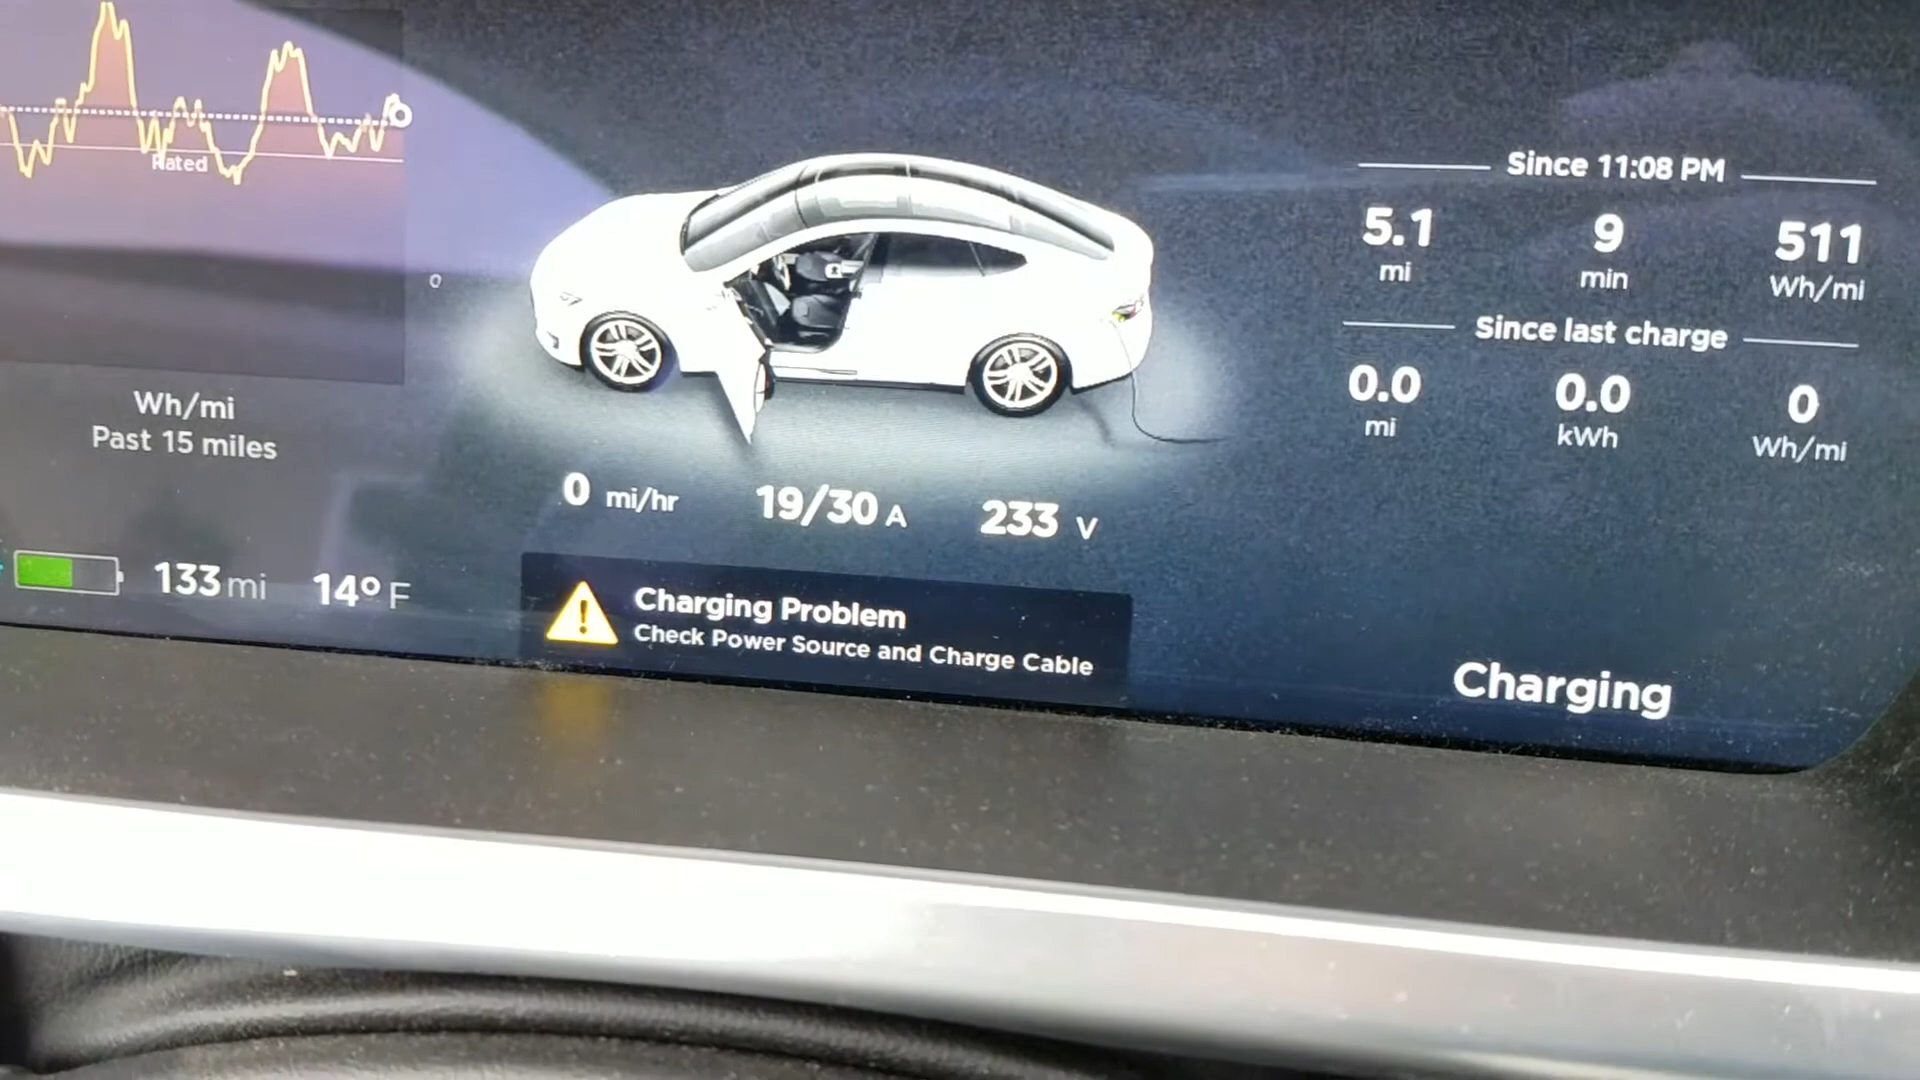 Rated
0
Wh/mi
Past 15 miles
133 mi 14° F
0 mi/hr 19/30 A 233 V
Charging Problem
Check Power Source and Charge Cable
Since 11:08 PM
5.1 9 511
mi min Wh/mi
Since last charge
0.0 0.0 0
mi kWh Wh/mi
Charging